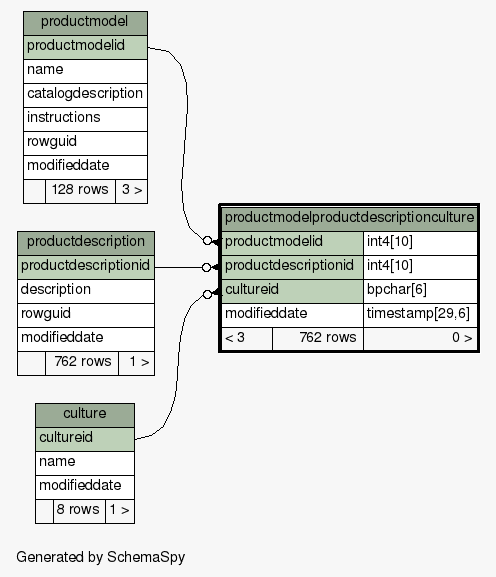 productmodel
productmodelid
name
catalogdescription
instructions
rowguid
modifieddate
128 rows 3 >
productmodelproductdescriptionculture
productmodelid int4[10]
productdescriptionid int4[10]
cultureid bpchar[6]
modifieddate timestamp[29,6]
< 3 762 rows 0 >
productdescription
productdescriptionid
description
rowguid
modifieddate
762 rows 1 >
culture
cultureid
name
modifieddate
8 rows 1 >
Generated by SchemaSpy